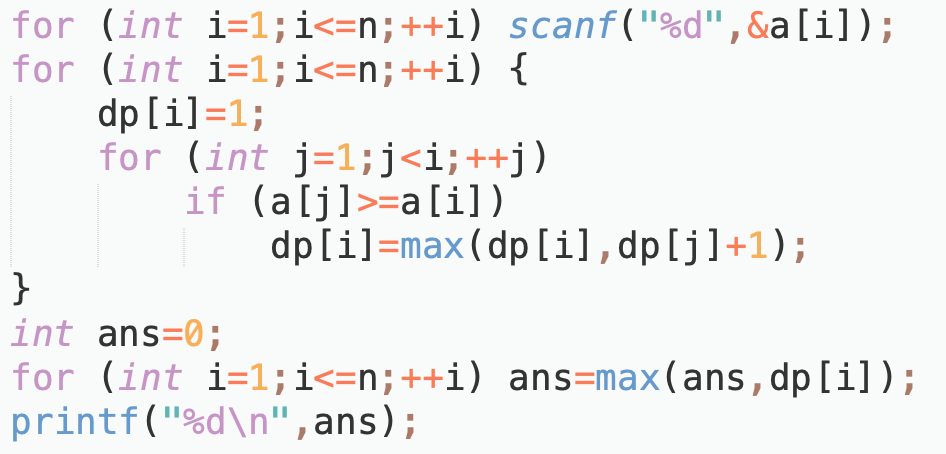 for (int i=1;i<=n;++i) scanf("%d",&a[i]);
for (int i=1;i<=n;++i) {
    dp[i]=1;
    for (int j=1;j<i;++j)
        if (a[j]>=a[i])
            dp[i]=max(dp[i],dp[j]+1);
}
int ans=0;
for (int i=1;i<=n;++i) ans=max(ans,dp[i]);
printf("%d\n",ans);